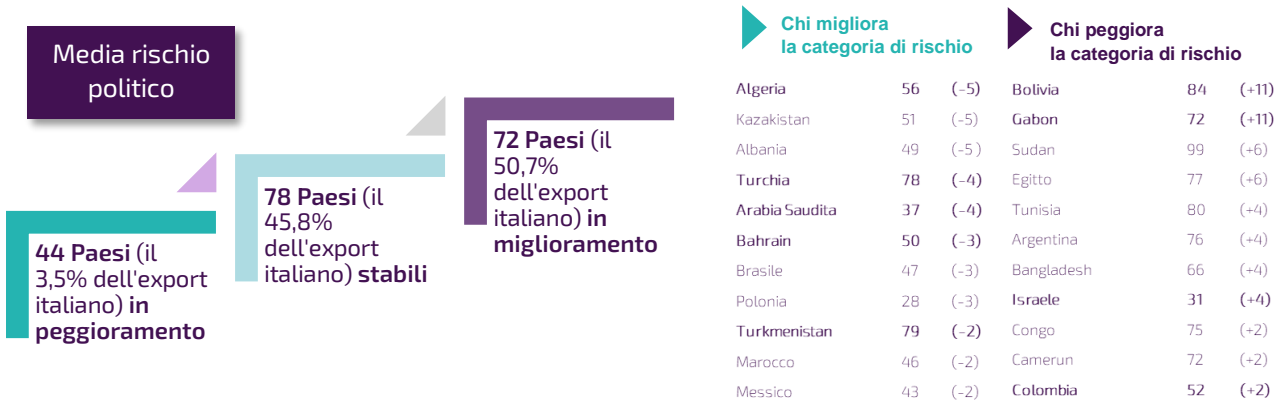 Media rischio
politico
44 Paesi (il
3,5% dell'export
italiano) in
peggioramento
78 Paesi (il
45,8%
dell'export
italiano) stabili
72 Paesi (il
50,7%
dell'export
italiano) in
miglioramento
Chi migliora
la categoria di rischio
Algeria 56 (-5)
Kazakistan 51 (-5)
Albania 49 (-5 )
Turchia 78 (-4)
Arabia Saudita 37 (-4)
Bahrain 50 (-3)
Brasile 47 (-3)
Polonia 28 (-3)
Turkmenistan 79 (-2)
Marocco 46 (-2)
Messico 43 (-2)
Chi peggiora
la categoria di rischio
Bolivia 84 (+11)
Gabon 72 (+11)
Sudan 99 (+6)
Egitto 77 (+6)
Tunisia 80 (+4)
Argentina 76 (+4)
Bangladesh 66 (+4)
Israele 31 (+4)
Congo 75 (+2)
Camerun 72 (+2)
Colombia 52 (+2)